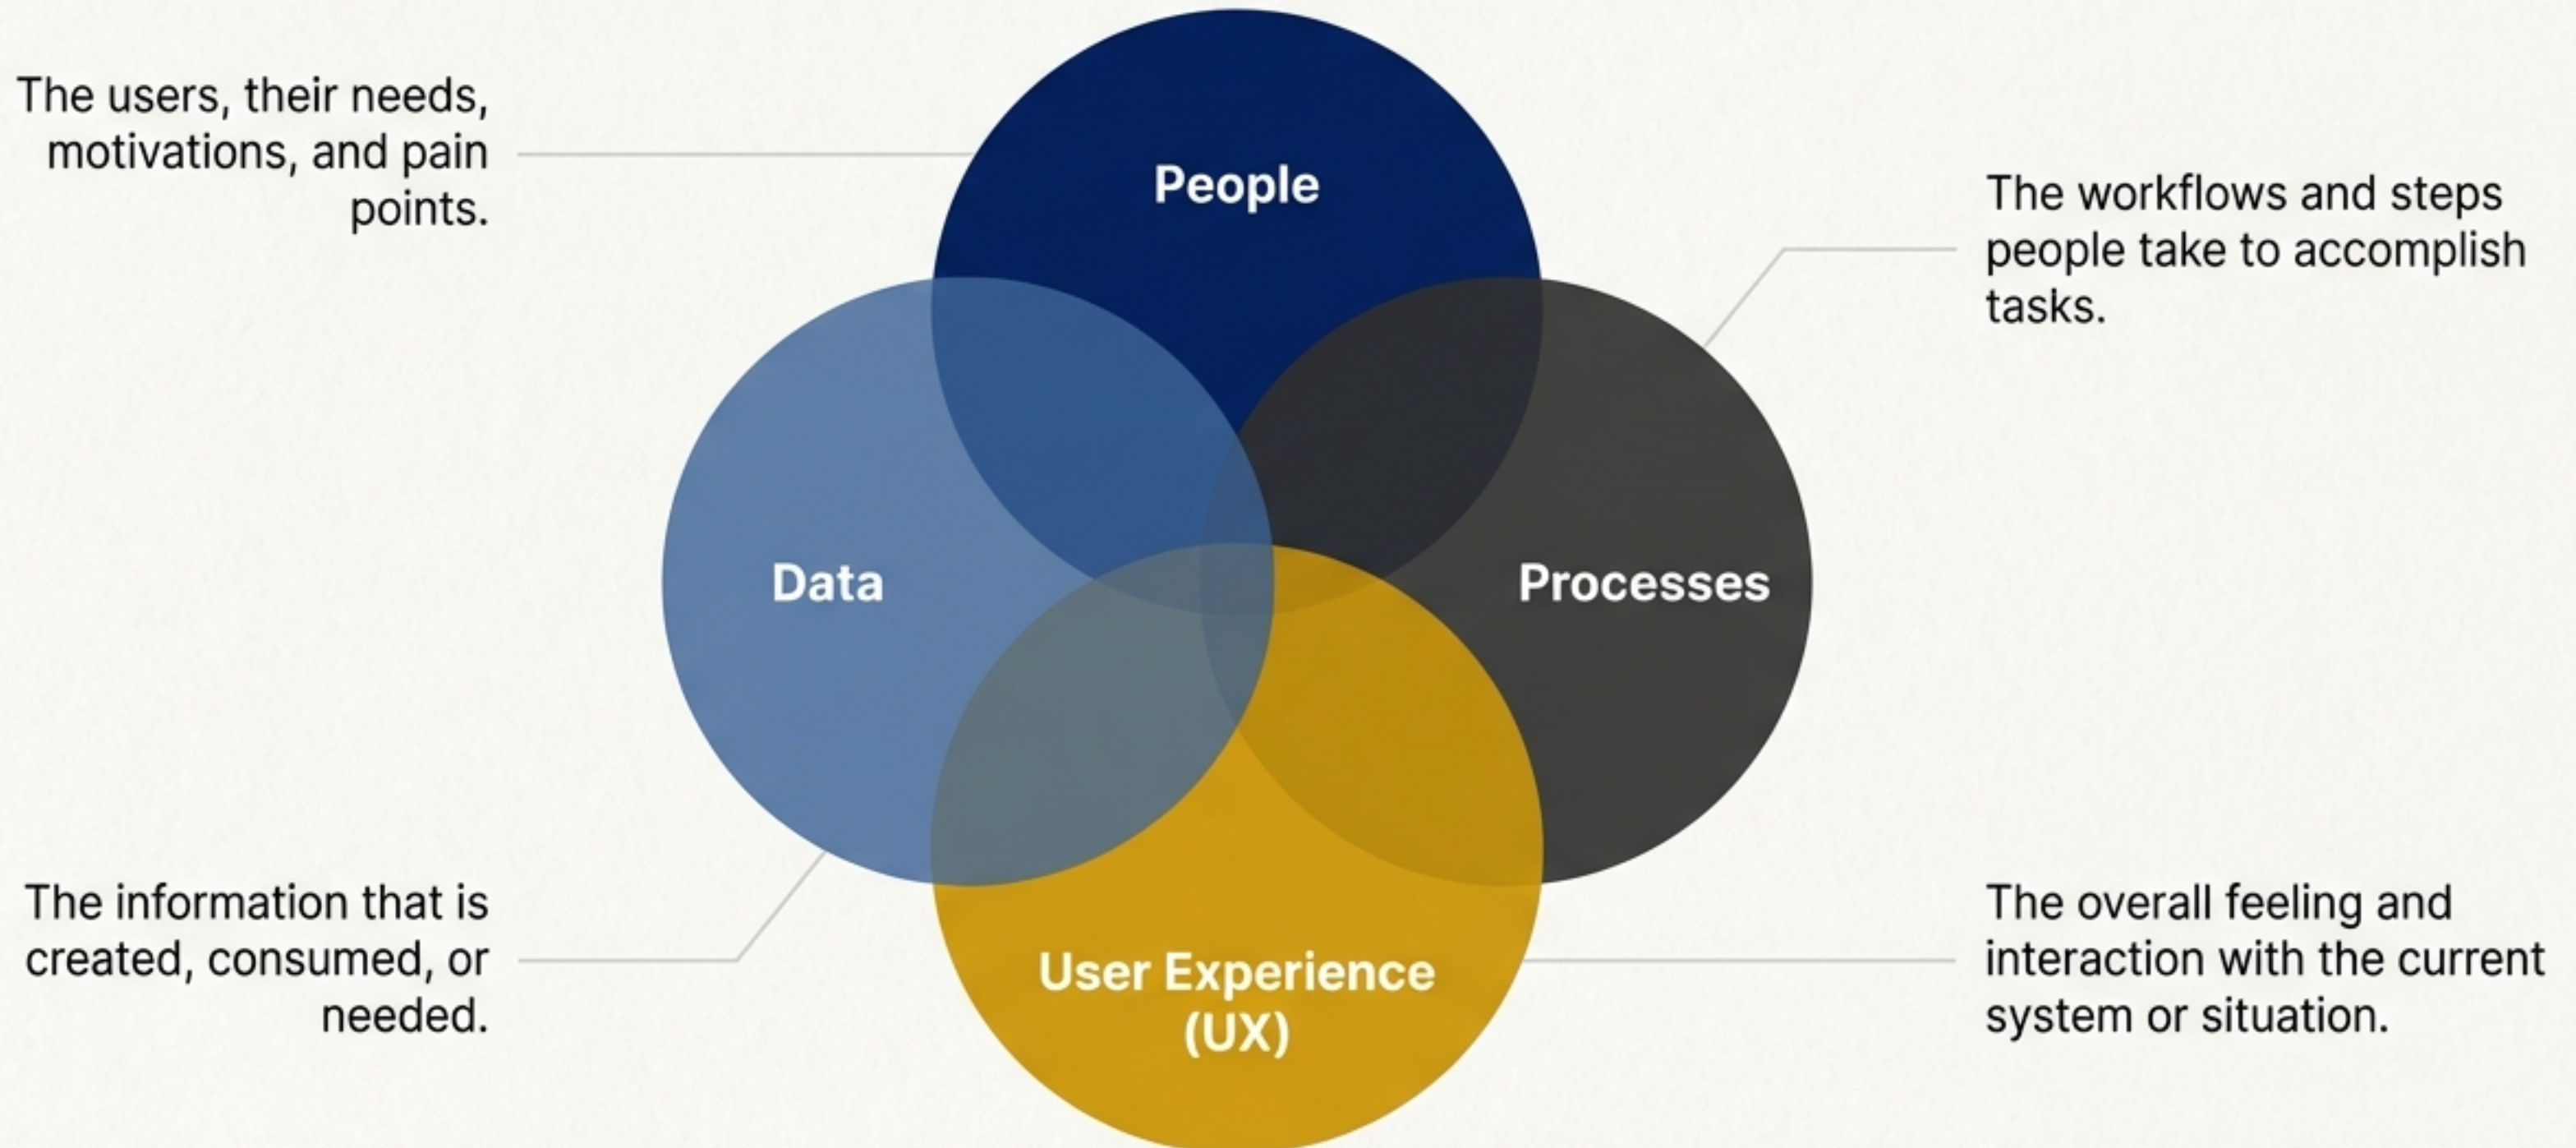 The users, their needs,
motivations, and pain
points.
People
The workflows and steps
people take to accomplish
tasks.
Data
Processes
The information that is
created, consumed, or
needed.
User Experience
(UX)
The overall feeling and
interaction with the current
system or situation.